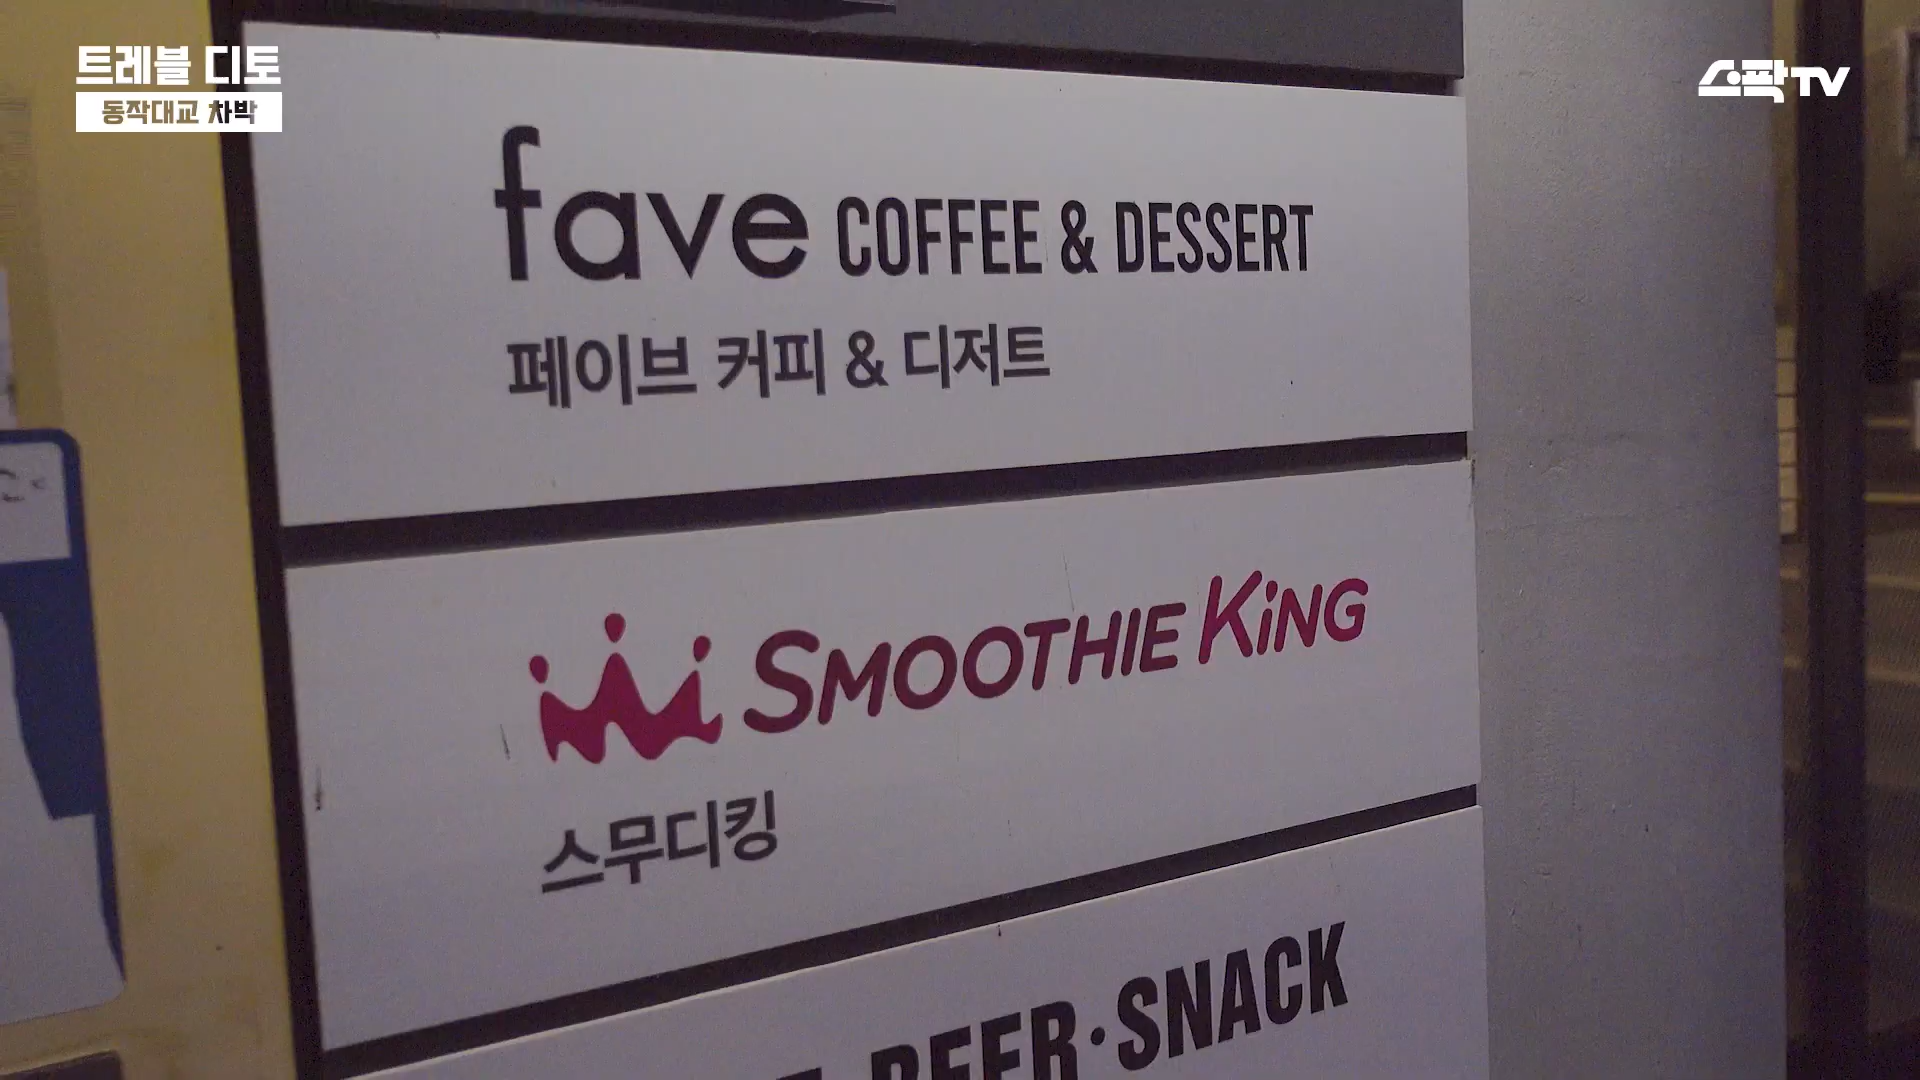 트레블 디토
동작대교 차박
스팍TV
fave COFFEE & DESSERT
페이브 커피 & 디저트
SMOOTHIE KiNG
스무디킹
BEER·SNACK